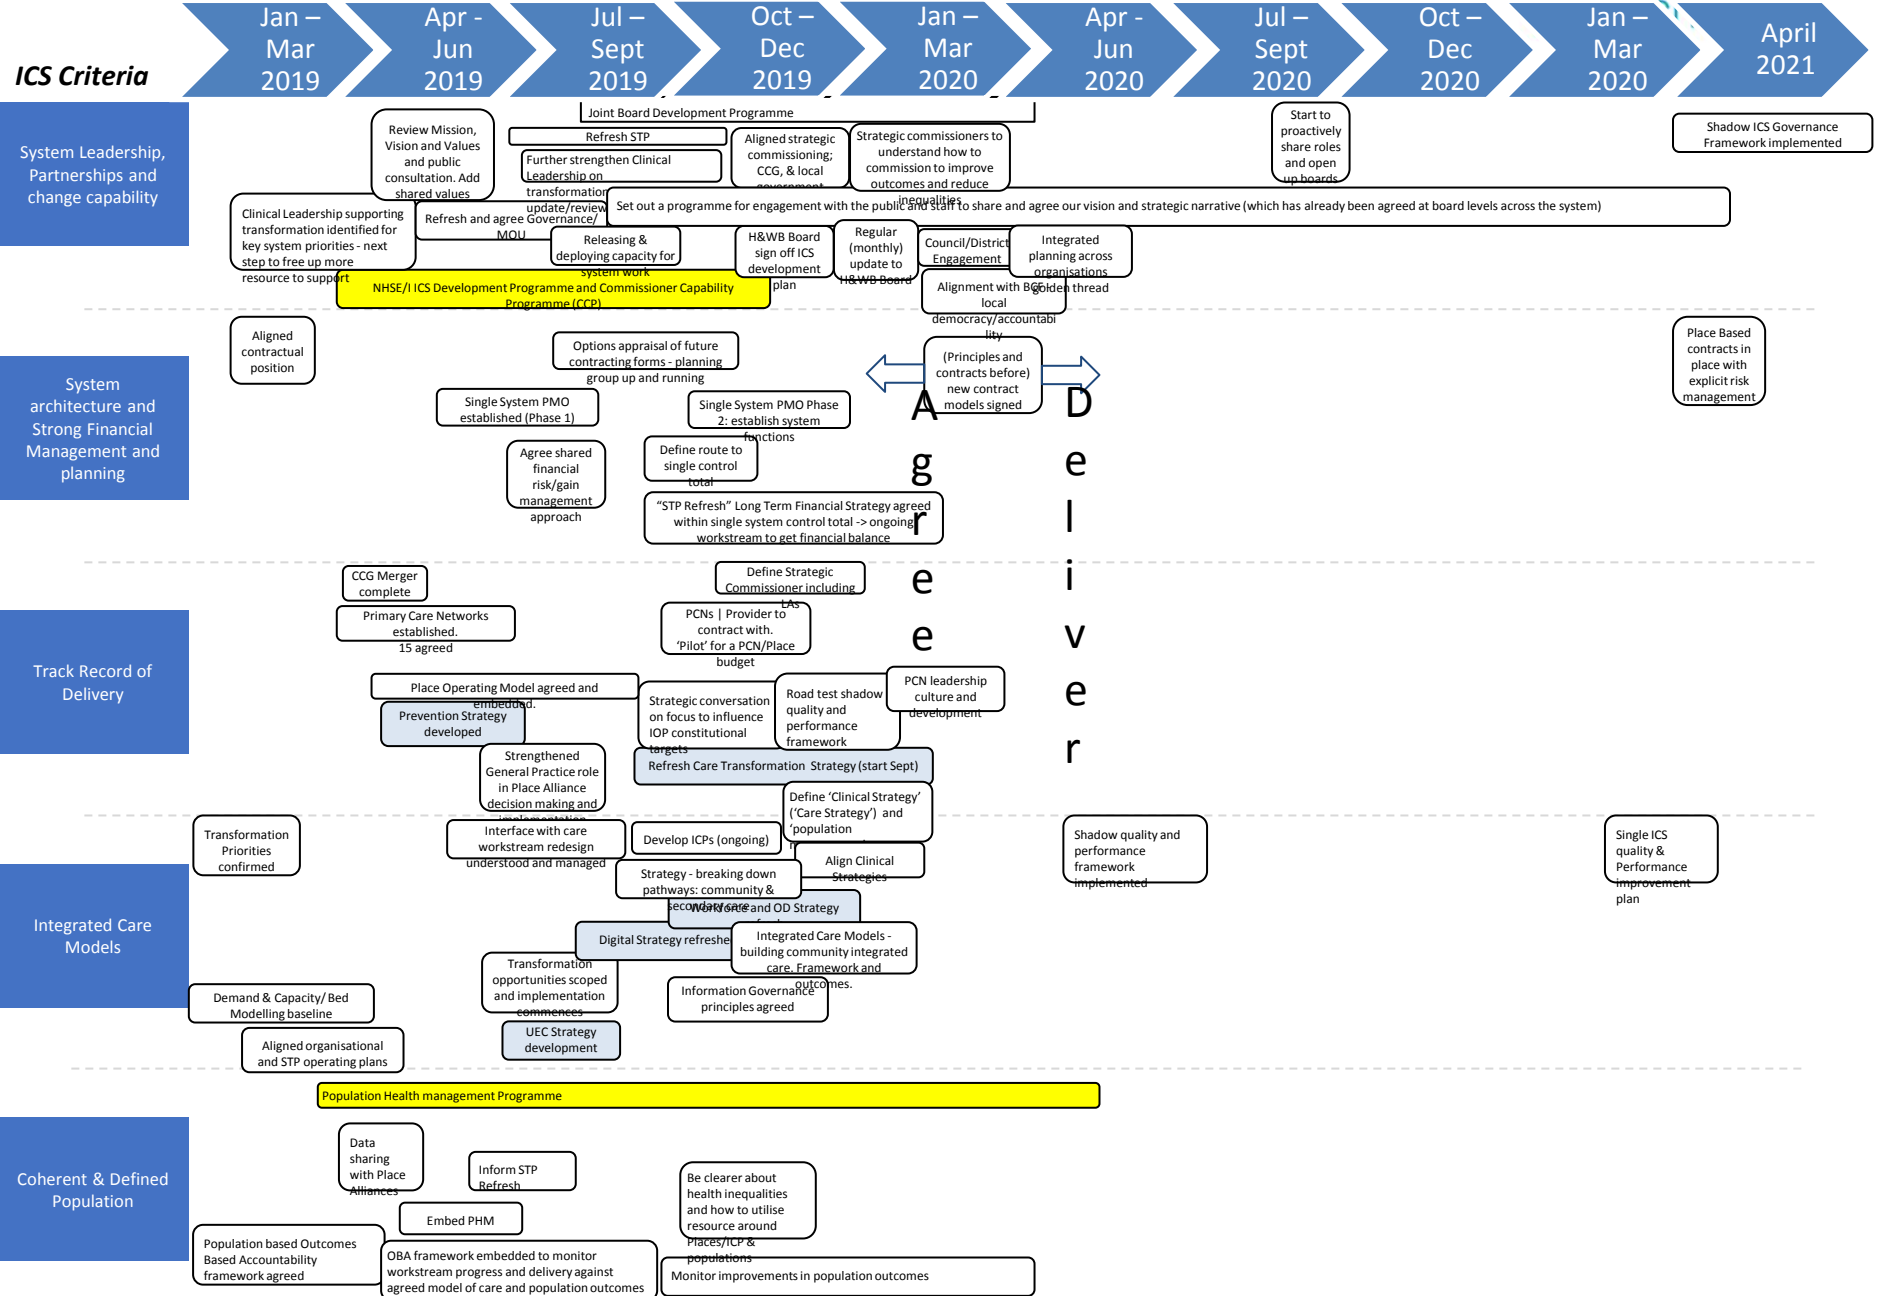 ICS Criteria
Jan –
Mar
2019
Apr -
Jun
2019
Jul –
Sept
2019
Oct –
Dec
2019
Jan –
Mar
2020
Apr -
Jun
2020
Jul –
Sept
2020
Oct –
Dec
2020
Jan –
Mar
2020
April
2021
System Leadership,
Partnerships and
change capability
Joint Board Development Programme
Review Mission,
Vision and Values
and public
consultation. Add
shared values
Refresh STP
Further strengthen Clinical
Leadership on
transformation
update/review
Aligned strategic
commissioning;
CCG, & local
government
Strategic commissioners to
understand how to
commission to improve
outcomes and reduce
inequalities
Start to
proactively
share roles
and open
up boards
Shadow ICS Governance
Framework implemented
Clinical Leadership supporting
transformation identified for
key system priorities - next
step to free up more
resource to support
Refresh and agree Governance/
MOU
Set out a programme for engagement with the public and staff to share and agree our vision and strategic narrative (which has already been agreed at board levels across the system)
Releasing &
deploying capacity for
system work
H&WB Board
sign off ICS
development
plan
Regular
(monthly)
update to
H&WB Board
Council/District
Engagement
Integrated
planning across
organisations
golden thread
Alignment with BCF
local
democracy/accountabi
lity
NHSE/I ICS Development Programme and Commissioner Capability
Programme (CCP)
System
architecture and
Strong Financial
Management and
planning
Aligned
contractual
position
Options appraisal of future
contracting forms - planning
group up and running
(Principles and
contracts before)
new contract
models signed
Place Based
contracts in
place with
explicit risk
management
Single System PMO
established (Phase 1)
Single System PMO Phase
2: establish system
functions
Agree shared
financial
risk/gain
management
approach
Define route to
single control
total
“STP Refresh” Long Term Financial Strategy agreed
within single system control total -> ongoing
workstream to get financial balance
A
g
r
e
e
D
e
l
i
v
e
r
Track Record of
Delivery
CCG Merger
complete
Define Strategic
Commissioner including
LAs
Primary Care Networks
established.
15 agreed
PCNs | Provider to
contract with.
‘Pilot’ for a PCN/Place
budget
Place Operating Model agreed and
embedded.
Prevention Strategy
developed
Strategic conversation
on focus to influence
IOP constitutional
targets
Road test shadow
quality and
performance
framework
PCN leadership
culture and
development
Strengthened
General Practice role
in Place Alliance
decision making and
implementation
Refresh Care Transformation Strategy (start Sept)
Define ‘Clinical Strategy’
(‘Care Strategy’) and
‘population
Integrated Care
Models
Transformation
Priorities
confirmed
Interface with care
workstream redesign
understood and managed
Develop ICPs (ongoing)
Align Clinical
Strategies
Shadow quality and
performance
framework
implemented
Single ICS
quality &
Performance
improvement
plan
Strategy - breaking down
pathways: community &
secondary care
Workforce and OD Strategy
Digital Strategy refreshe
Integrated Care Models -
building community integrated
care. Framework and
outcomes.
Transformation
opportunities scoped
and implementation
commences
Information Governance
principles agreed
Demand & Capacity/ Bed
Modelling baseline
UEC Strategy
development
Aligned organisational
and STP operating plans
Coherent & Defined
Population
Population Health management Programme
Data
sharing
with Place
Alliances
Inform STP
Refresh
Be clearer about
health inequalities
and how to utilise
resource around
Places/ICP &
populations
Embed PHM
Population based Outcomes
Based Accountability
framework agreed
OBA framework embedded to monitor
workstream progress and delivery against
agreed model of care and population outcomes
Monitor improvements in population outcomes